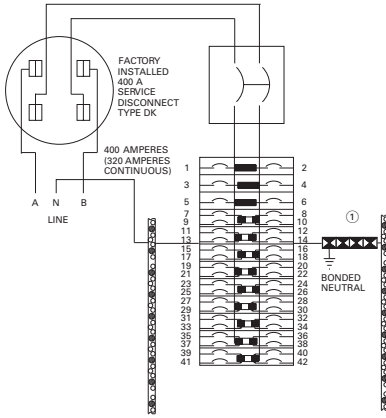 FACTORY
INSTALLED
400 A
SERVICE
DISCONNECT
TYPE DK
400 AMPERES
(320 AMPERES
CONTINUOUS)
A N B
LINE
1 2
3 4
5 6
7 8
9 10
11 12
13 14
15 16
17 18
19 20
21 22
23 24
25 26
27 28
29 30
31 32
33 34
35 36
37 38
39 40
41 42
①
BONDED
NEUTRAL